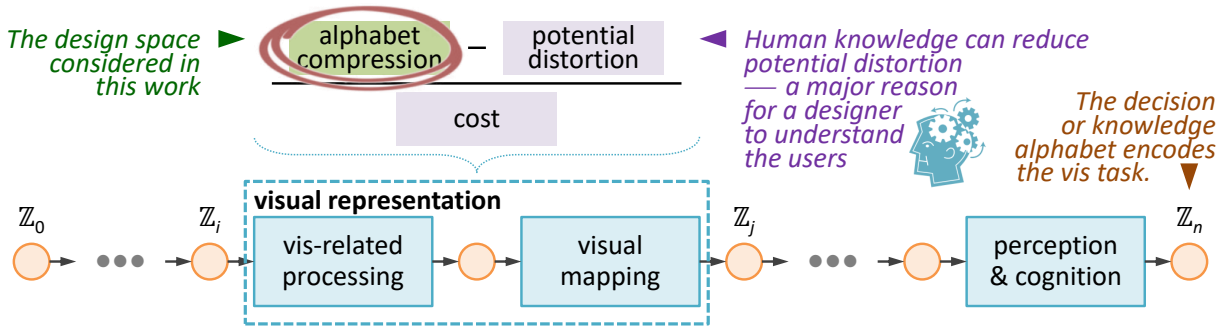 The design space
considered in
this work
alphabet
compression
–
potential
distortion
cost
Human knowledge can reduce
potential distortion
— a major reason
for a designer
to understand
the users
The decision
or knowledge
alphabet encodes
the vis task.
visual representation
ℤ0
ℤi
vis-related
processing
visual
mapping
ℤj
perception
& cognition
ℤn